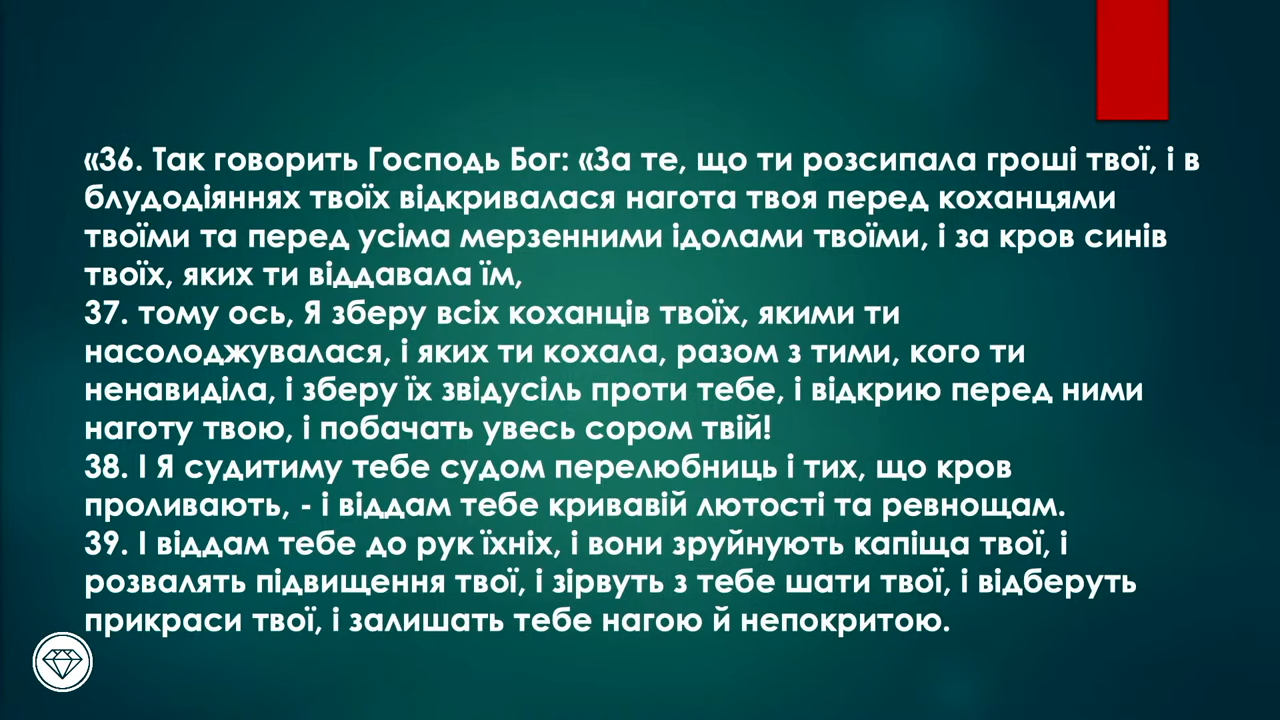 «36. Так говорить Господь Бог: «За те, що ти розсипала гроші твої, і в
блудодіяннях твоїх відкривалася нагота твоя перед коханцями
твоїми та перед усіма мерзенними ідолами твоїми, і за кров синів
твоїх, яких ти віддавала їм,
37. тому ось, Я зберу всіх коханців твоїх, якими ти
насолоджувалася, і яких ти кохала, разом з тими, кого ти
ненавиділа, і зберу їх звідусіль проти тебе, і відкрию перед ними
наготу твою, і побачать увесь сором твій!
38. І Я судитиму тебе судом перелюбниць і тих, що кров
проливають, - і віддам тебе кривавій лютості та ревнощам.
39. І віддам тебе до рук їхніх, і вони зруйнують капіща твої, і
розвалять підвищення твої, і зірвуть з тебе шати твої, і відберуть
прикраси твої, і залишать тебе нагою й непокритою.